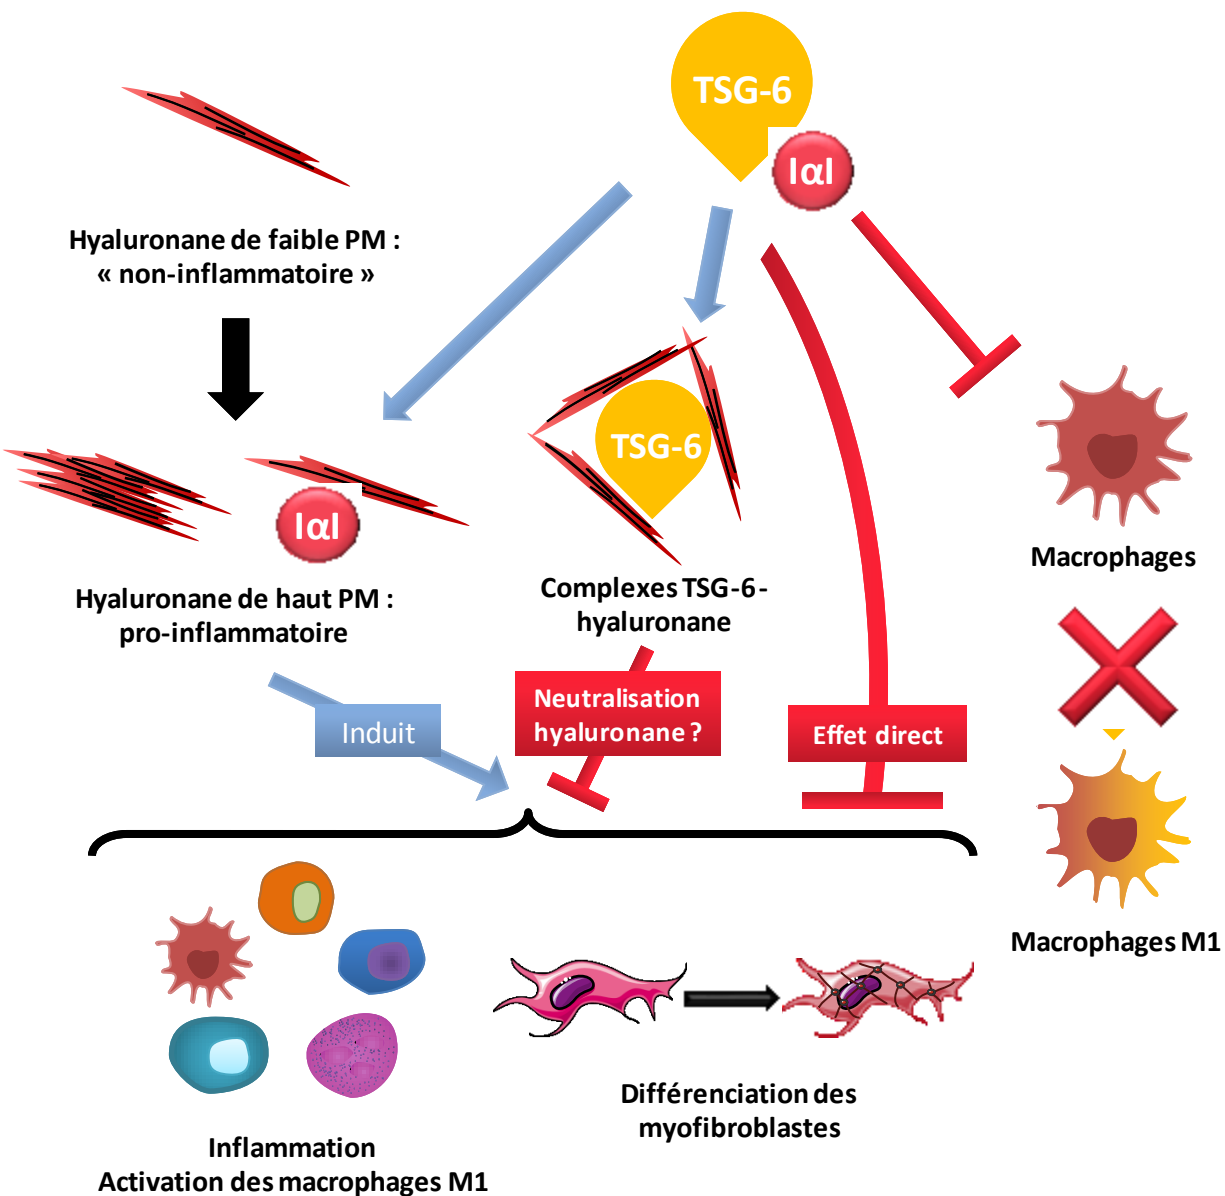 TSG-6
IαI
Hyaluronane de faible PM :
« non-inflammatoire »
TSG-6
IαI
Macrophages
Hyaluronane de haut PM :
pro-inflammatoire
Complexes TSG-6-
hyaluronane
Induit
Neutralisation
hyaluronane ?
Effet direct
Macrophages M1
Différenciation des
myofibroblastes
Inflammation
Activation des macrophages M1